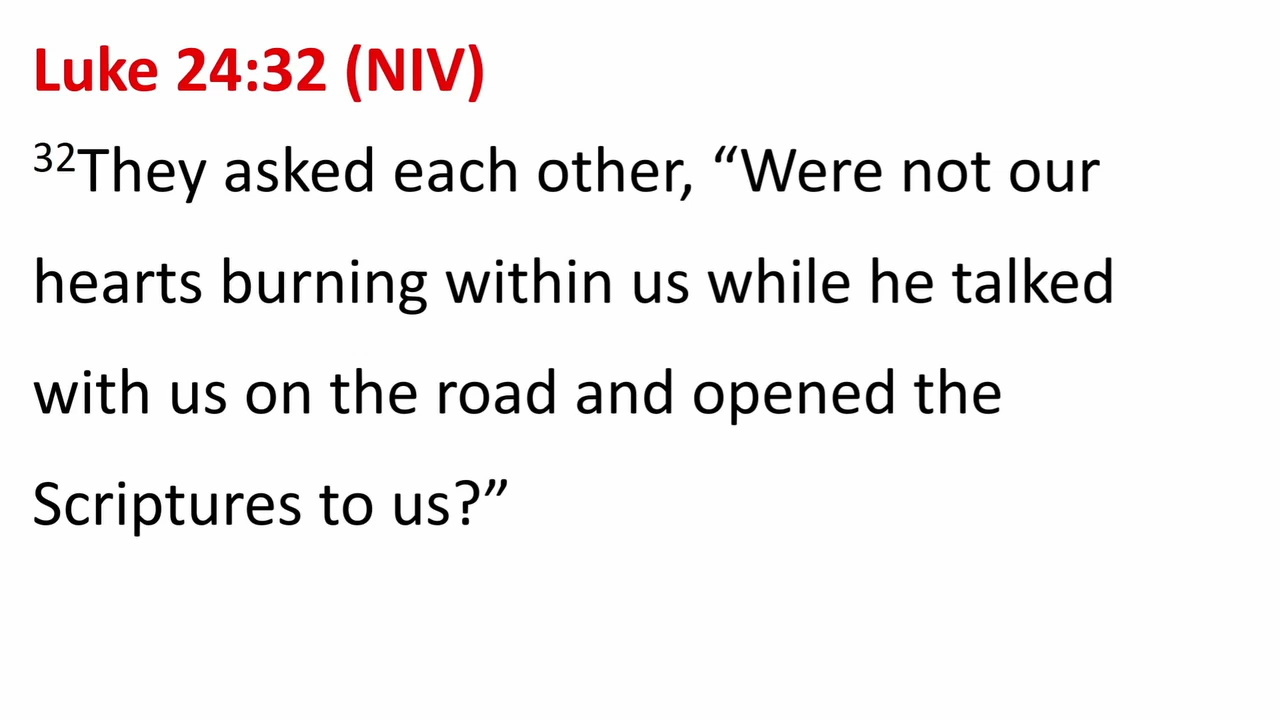 Luke 24:32 (NIV)
³²They asked each other, “Were not our
hearts burning within us while he talked
with us on the road and opened the
Scriptures to us?”